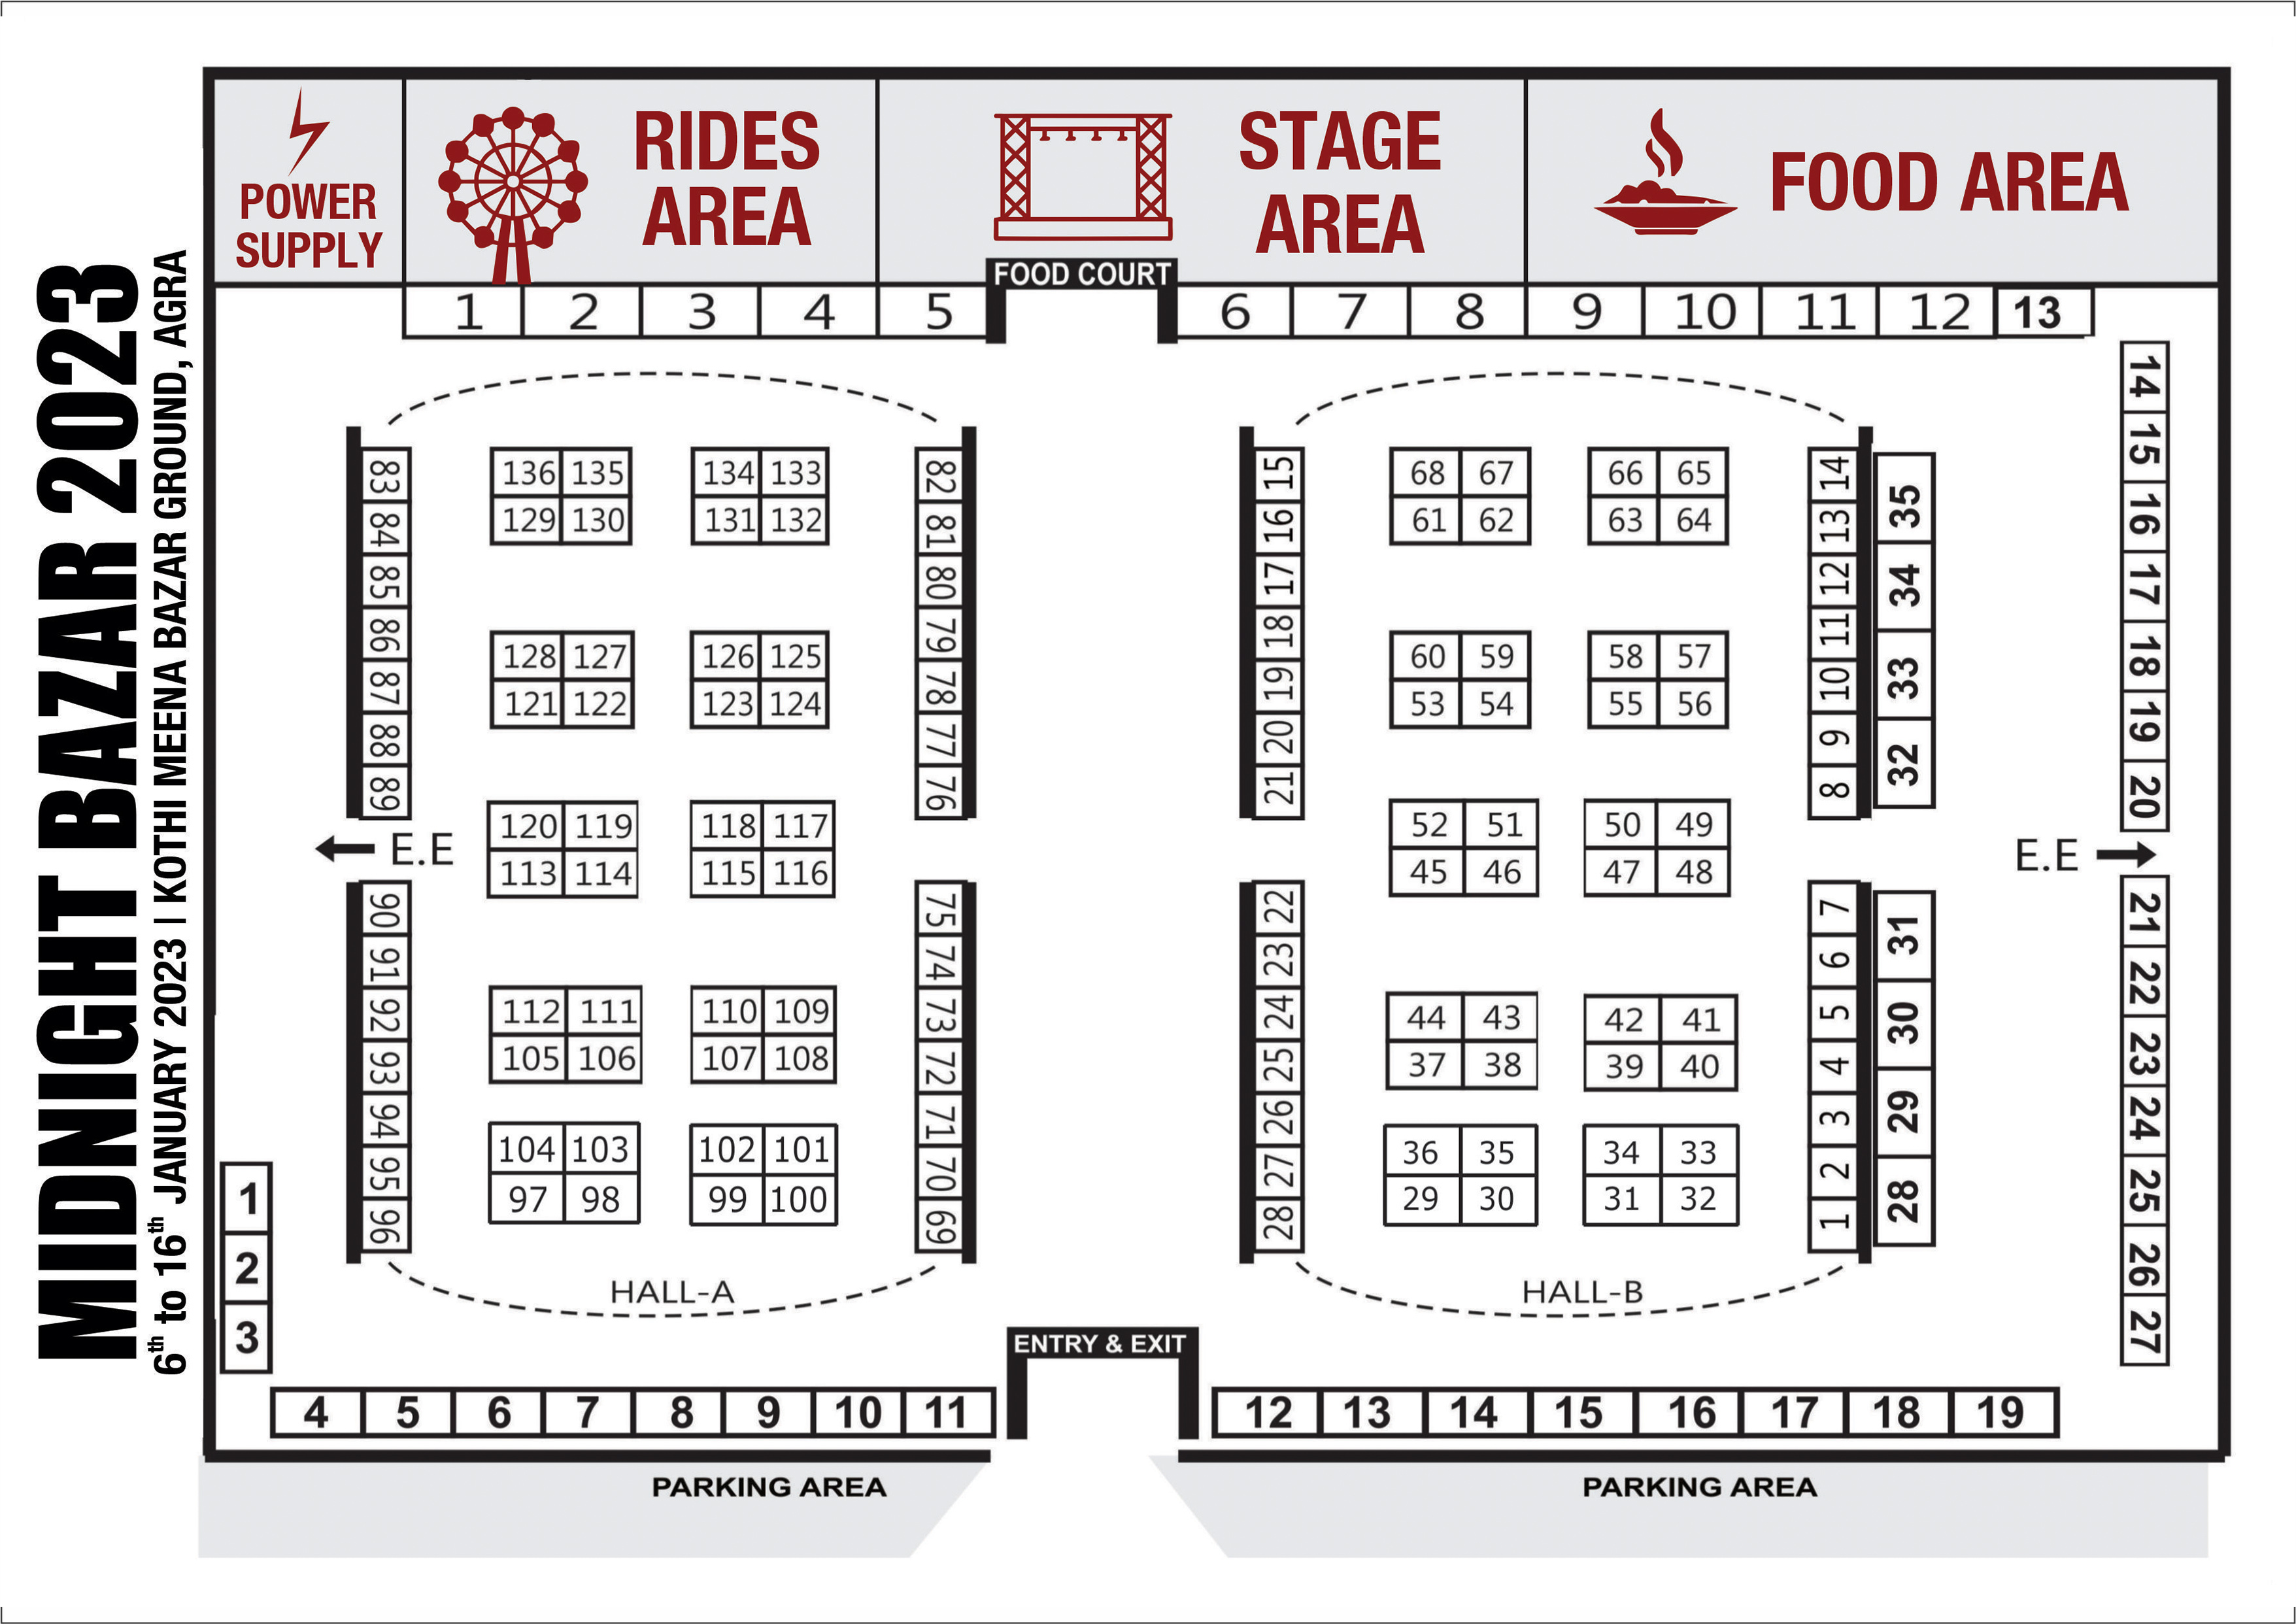 MIDNIGHT BAZAR 2023
6th to 16th JANUARY 2023 | KOTHI MEENA BAZAR GROUND, AGRA
POWER
SUPPLY
RIDES
AREA
STAGE
AREA
FOOD AREA
FOOD COURT
1 2 3 4 5
6 7 8 9 10 11 12 13
14 15 16 17 18 19 20
E.E
21 22 23 24 25 26 27
83 84 85 86 87 88 89
E.E
90 91 92 93 94 95 96
136 135 134 133
129 130 131 132
128 127 126 125
121 122 123 124
120 119 118 117
113 114 115 116
112 111 110 109
105 106 107 108
104 103 102 101
97 98 99 100
82 81 80 79 78 77 76
75 74 73 72 71 70 69
HALL-A
15 16 17 18 19 20 21
22 23 24 25 26 27 28
68 67 66 65
61 62 63 64
60 59 58 57
53 54 55 56
52 51 50 49
45 46 47 48
44 43 42 41
37 38 39 40
36 35 34 33
29 30 31 32
14 13 12 11 10 9 8
7 6 5 4 3 2 1
HALL-B
35 34 33 32
31 30 29 28
1
2
3
ENTRY & EXIT
4 5 6 7 8 9 10 11
12 13 14 15 16 17 18 19
PARKING AREA
PARKING AREA